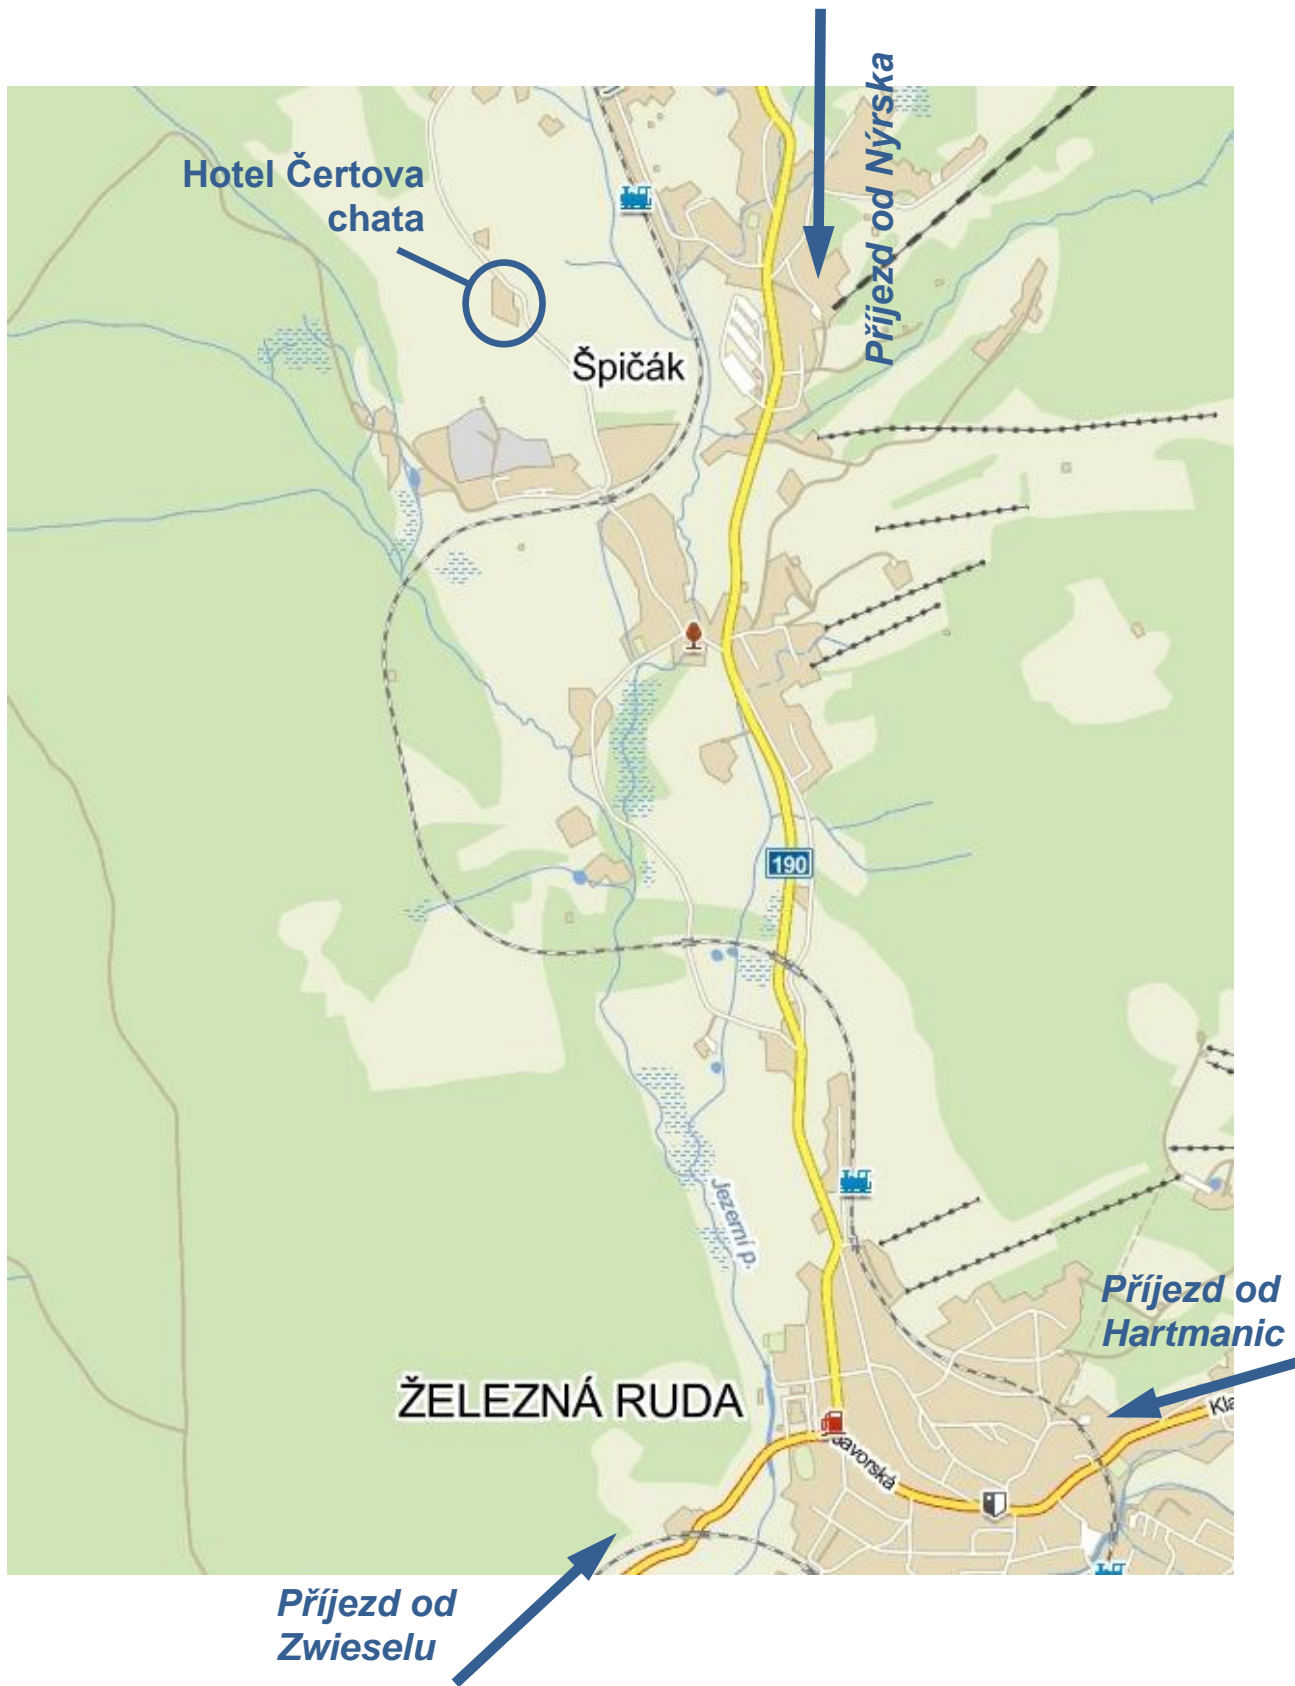 Příjezd od Nýrska
Hotel Čertova
chata
Špičák
190
Jezerní p.
Příjezd od
Hartmanic
ŽELEZNÁ RUDA
Javorská
Kla
Příjezd od
Zwieselu